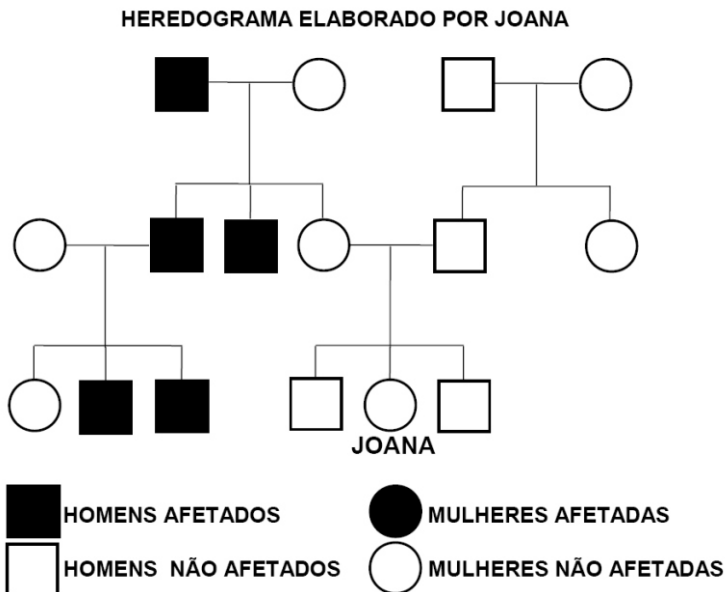 HEREDOGRAMA ELABORADO POR JOANA
JOANA
HOMENS AFETADOS
MULHERES AFETADAS
HOMENS NÃO AFETADOS
MULHERES NÃO AFETADAS